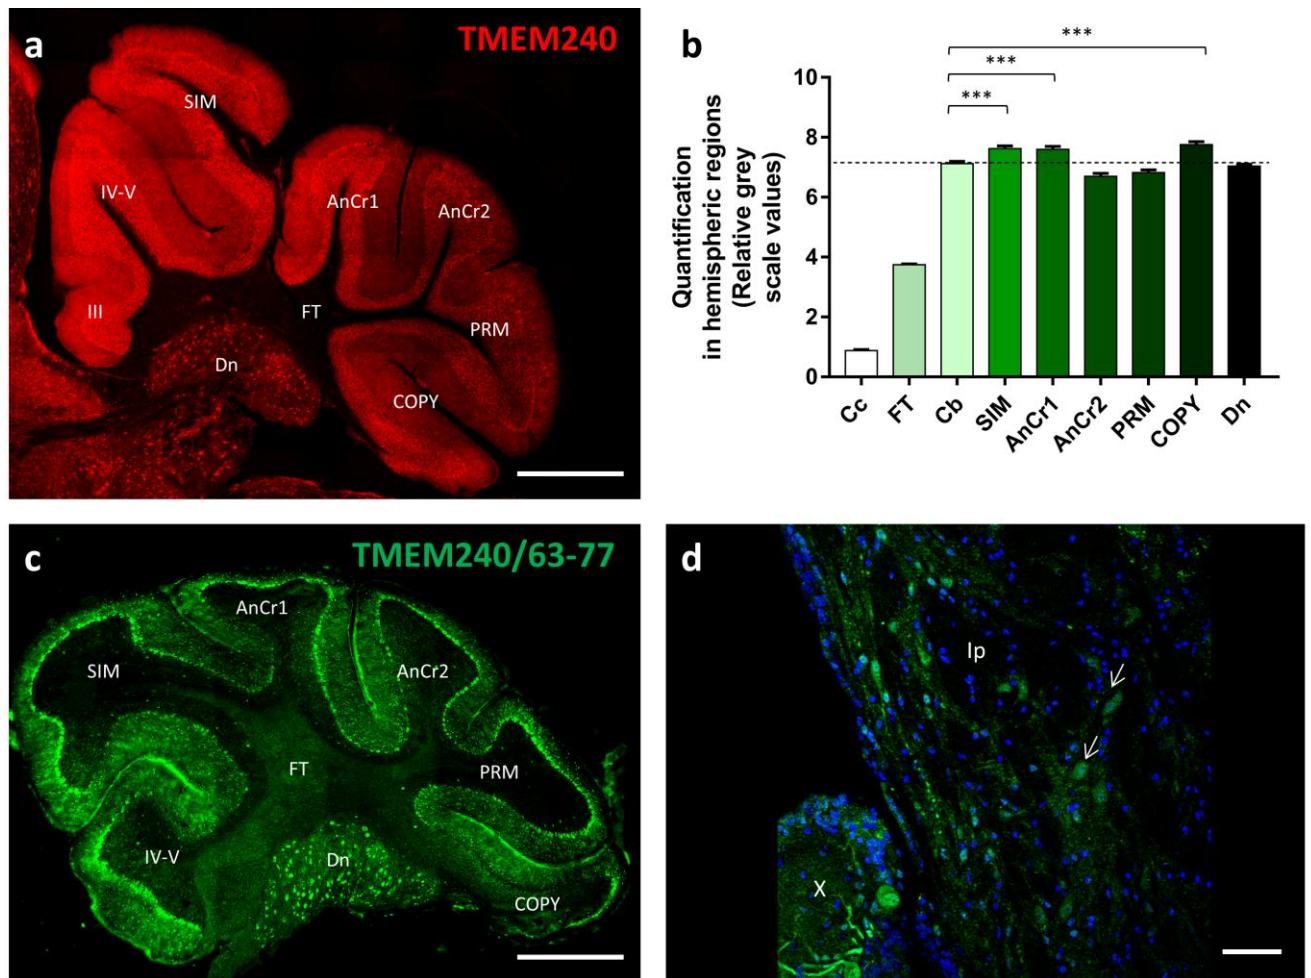 a
TMEM240
SIM
IV-V
AnCr1
AnCr2
III
FT
PRM
Dn
COPY
b
***
***
***
Quantification
in hemispheric regions
(Relative grey
scale values)
10
8
6
4
2
0
Cc
FT
Cb
SIM
AnCr1
AnCr2
PRM
COPY
Dn
c
TMEM240/63-77
AnCr1
SIM
AnCr2
FT
PRM
IV-V
Dn
COPY
d
Ip
X